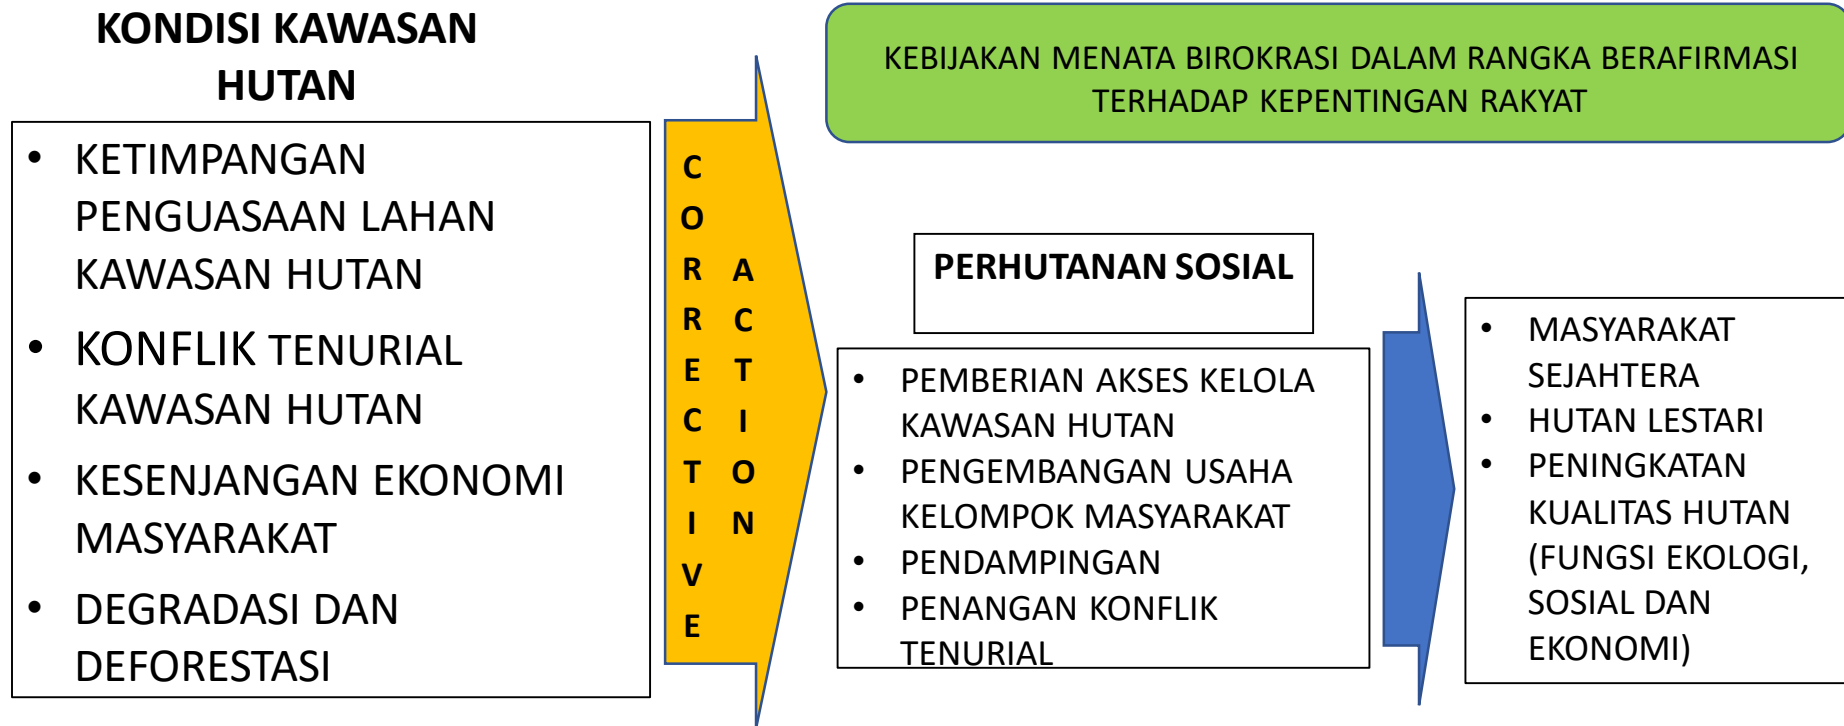 KONDISI KAWASAN
HUTAN
• KETIMPANGAN
PENGUASAAN LAHAN
KAWASAN HUTAN
• KONFLIK TENURIAL
KAWASAN HUTAN
• KESENJANGAN EKONOMI
MASYARAKAT
• DEGRADASI DAN
DEFORESTASI
CORRECTIVE
ACTION
KEBIJAKAN MENATA BIROKRASI DALAM RANGKA BERAFIRMASI
TERHADAP KEPENTINGAN RAKYAT
PERHUTANAN SOSIAL
• PEMBERIAN AKSES KELOLA
KAWASAN HUTAN
• PENGEMBANGAN USAHA
KELOMPOK MASYARAKAT
• PENDAMPINGAN
• PENANGAN KONFLIK
TENURIAL
• MASYARAKAT
SEJAHTERA
• HUTAN LESTARI
• PENINGKATAN
KUALITAS HUTAN
(FUNGSI EKOLOGI,
SOSIAL DAN
EKONOMI)